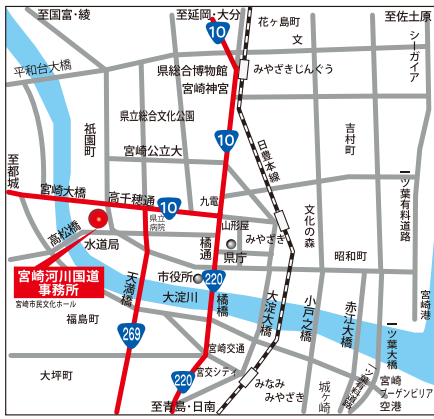 至国富・綾
至延岡・大分
花ヶ島町
至佐土原
文
10
シーガイア
平和台大橋
県総合博物館
みやざきじんぐう
宮崎神宮
県立総合文化公園
祇園町
10
吉村町
日豊本線
宮崎公立大
至都城
一ツ葉有料道路
宮崎大橋
高千穂通
10
九電
文化の森
県立
病院
山形屋
みやざき
高松橋
水道局
橘通
県庁
昭和町
宮崎河川国道
事務所
天満橋
市役所
220
大淀川
橘橋
大淀大橋
小戸之橋
赤江大橋
宮崎港
宮崎市民文化ホール
福島町
269
宮崎交通
一ツ葉大橋
大坪町
宮交シティ
220
みなみ
みやざき
城ヶ崎
一ツ葉有料道路
宮崎
ブーゲンビリア
空港
至青島・日南